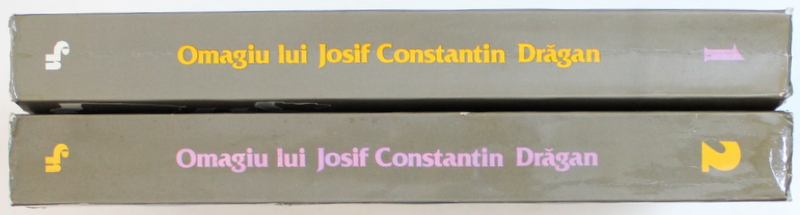 Omagiu lui Josif Constantin Drăgan 1
Omagiu lui Josif Constantin Drăgan 2